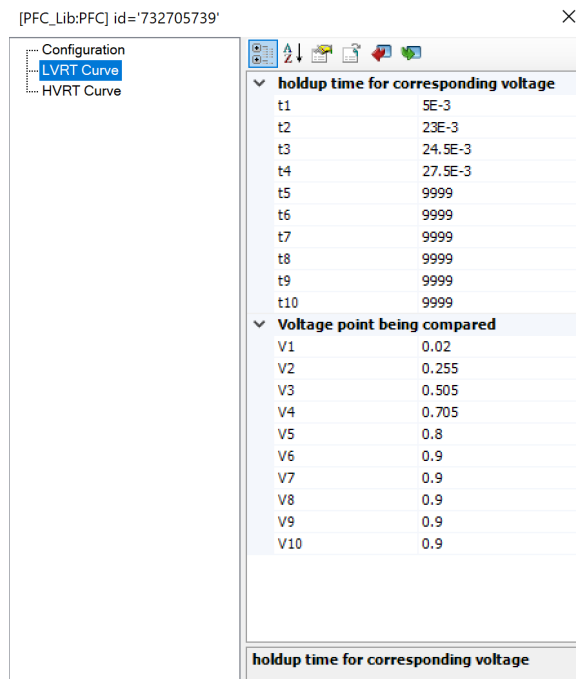 [PFC_Lib:PFC] id='732705739'
Configuration
LVRT Curve
HVRT Curve
holdup time for corresponding voltage
t1 5E-3
t2 23E-3
t3 24.5E-3
t4 27.5E-3
t5 9999
t6 9999
t7 9999
t8 9999
t9 9999
t10 9999
Voltage point being compared
V1 0.02
V2 0.255
V3 0.505
V4 0.705
V5 0.8
V6 0.9
V7 0.9
V8 0.9
V9 0.9
V10 0.9
holdup time for corresponding voltage